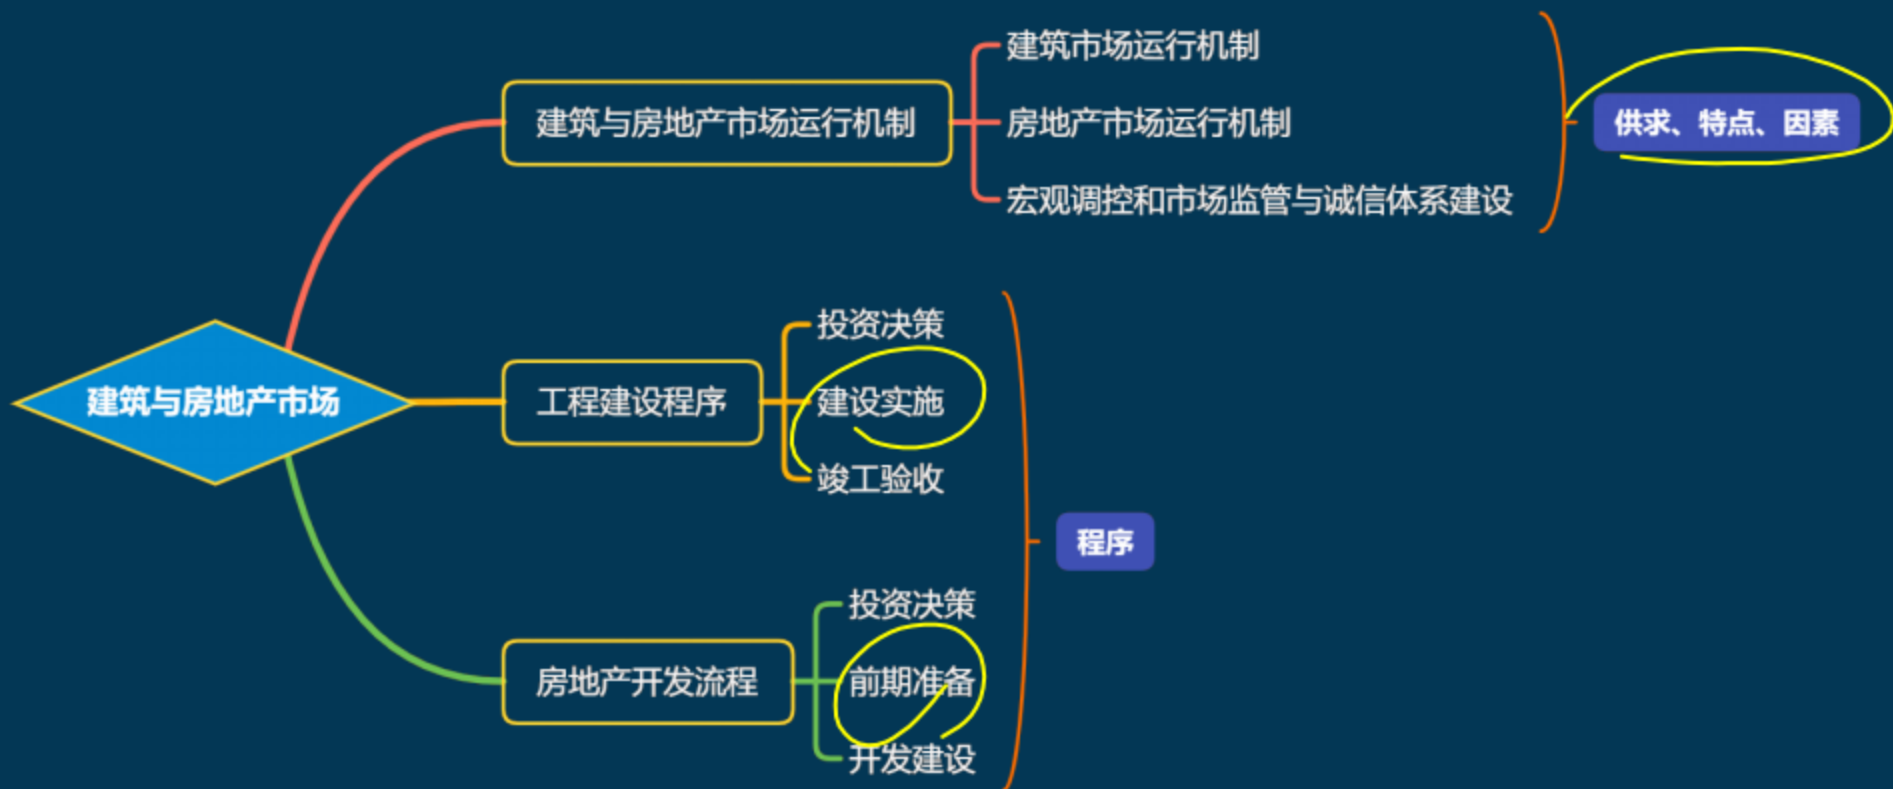 建筑与房地产市场
建筑与房地产市场运行机制
建筑市场运行机制
房地产市场运行机制
宏观调控和市场监管与诚信体系建设
供求、特点、因素
工程建设程序
投资决策
建设实施
竣工验收
房地产开发流程
投资决策
前期准备
开发建设
程序